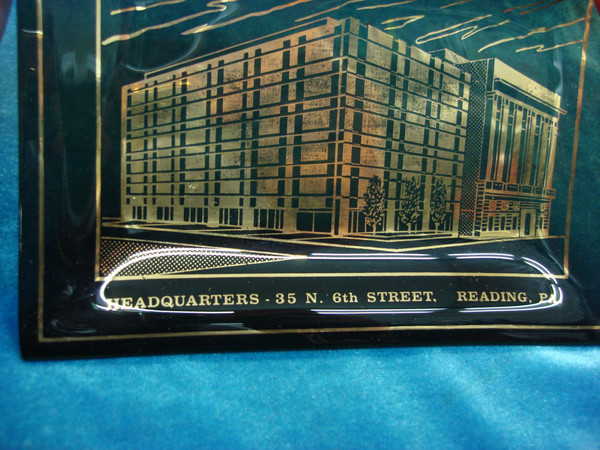 HEADQUARTERS - 35 N. 6th STREET, READING, PA